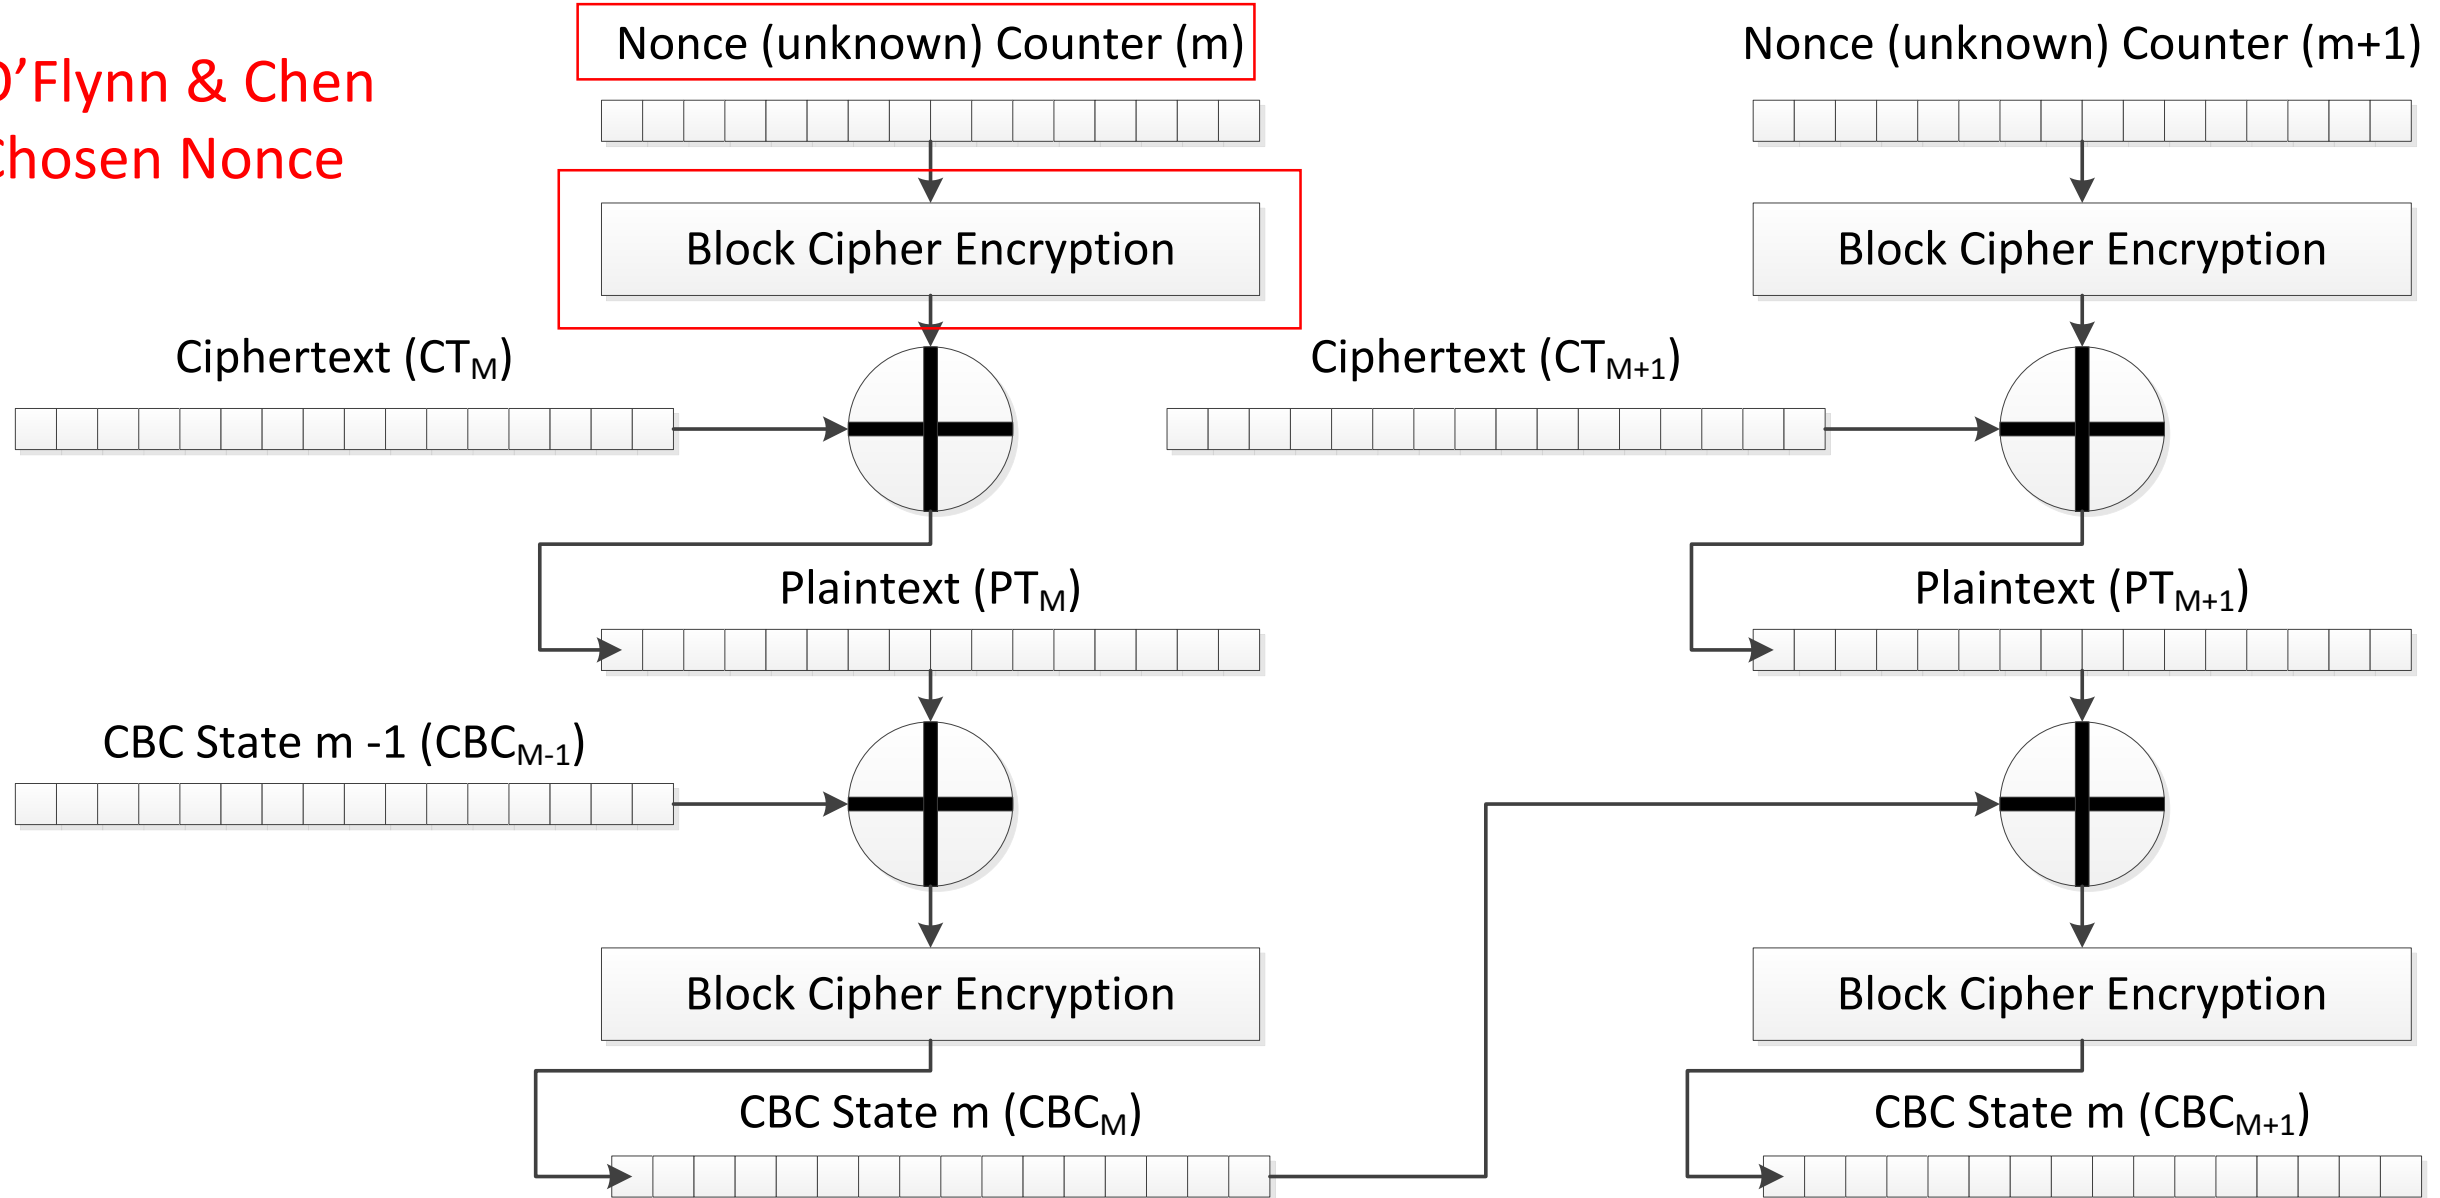 O’Flynn & Chen
Chosen Nonce
Nonce (unknown) Counter (m)
Nonce (unknown) Counter (m+1)
Block Cipher Encryption
Block Cipher Encryption
Ciphertext (CTM)
Ciphertext (CTM+1)
Plaintext (PTM)
Plaintext (PTM+1)
CBC State m -1 (CBCM-1)
Block Cipher Encryption
Block Cipher Encryption
CBC State m (CBCM)
CBC State m (CBCM+1)